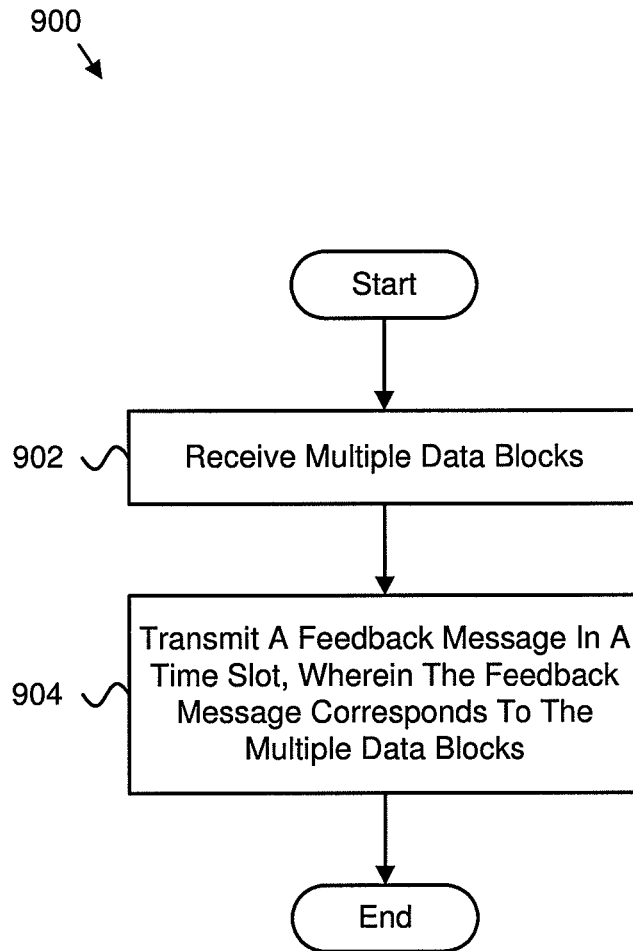 900
Start
902
Receive Multiple Data Blocks
904
Transmit A Feedback Message In A
Time Slot, Wherein The Feedback
Message Corresponds To The
Multiple Data Blocks
End